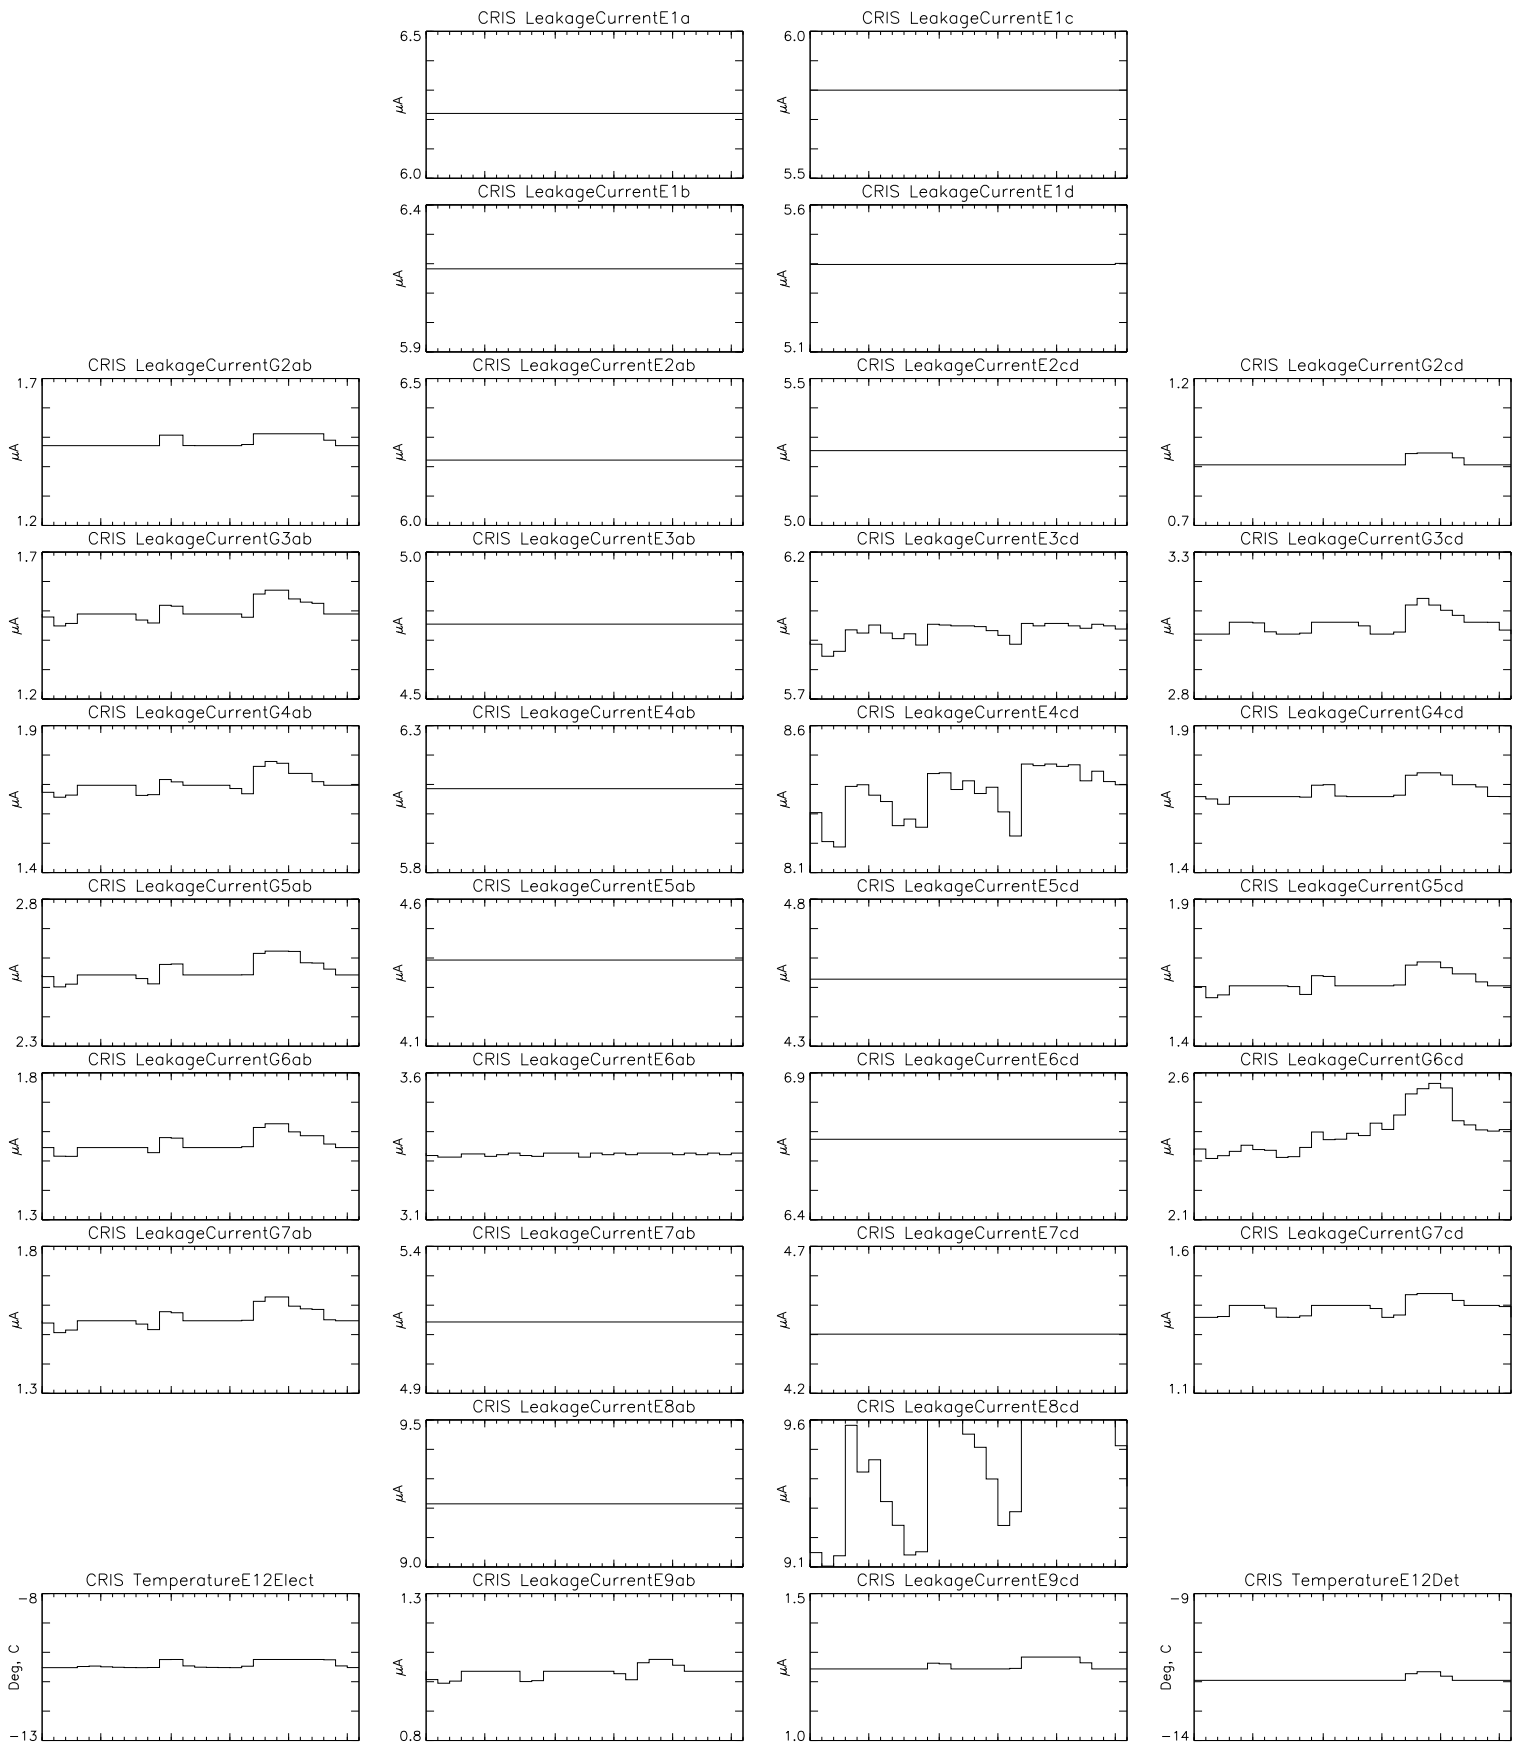 CRIS LeakageCurrentE1a
6.5
μA
6.0
CRIS LeakageCurrentE1c
6.0
μA
5.5
CRIS LeakageCurrentE1b
6.4
μA
5.9
CRIS LeakageCurrentE1d
5.6
μA
5.1
CRIS LeakageCurrentG2ab
1.7
μA
1.2
CRIS LeakageCurrentE2ab
6.5
μA
6.0
CRIS LeakageCurrentE2cd
5.5
μA
5.0
CRIS LeakageCurrentG2cd
1.2
μA
0.7
CRIS LeakageCurrentG3ab
1.7
μA
1.2
CRIS LeakageCurrentE3ab
5.0
μA
4.5
CRIS LeakageCurrentE3cd
6.2
μA
5.7
CRIS LeakageCurrentG3cd
3.3
μA
2.8
CRIS LeakageCurrentG4ab
1.9
μA
1.4
CRIS LeakageCurrentE4ab
6.3
μA
5.8
CRIS LeakageCurrentE4cd
8.6
μA
8.1
CRIS LeakageCurrentG4cd
1.9
μA
1.4
CRIS LeakageCurrentG5ab
2.8
μA
2.3
CRIS LeakageCurrentE5ab
4.6
μA
4.1
CRIS LeakageCurrentE5cd
4.8
μA
4.3
CRIS LeakageCurrentG5cd
1.9
μA
1.4
CRIS LeakageCurrentG6ab
1.8
μA
1.3
CRIS LeakageCurrentE6ab
3.6
μA
3.1
CRIS LeakageCurrentE6cd
6.9
μA
6.4
CRIS LeakageCurrentG6cd
2.6
μA
2.1
CRIS LeakageCurrentG7ab
1.8
μA
1.3
CRIS LeakageCurrentE7ab
5.4
μA
4.9
CRIS LeakageCurrentE7cd
4.7
μA
4.2
CRIS LeakageCurrentG7cd
1.6
μA
1.1
CRIS LeakageCurrentE8ab
9.5
μA
9.0
CRIS LeakageCurrentE8cd
9.6
μA
9.1
CRIS TemperatureE12Elect
-8
Deg, C
-13
CRIS LeakageCurrentE9ab
1.3
μA
0.8
CRIS LeakageCurrentE9cd
1.5
μA
1.0
CRIS TemperatureE12Det
-9
Deg, C
-14